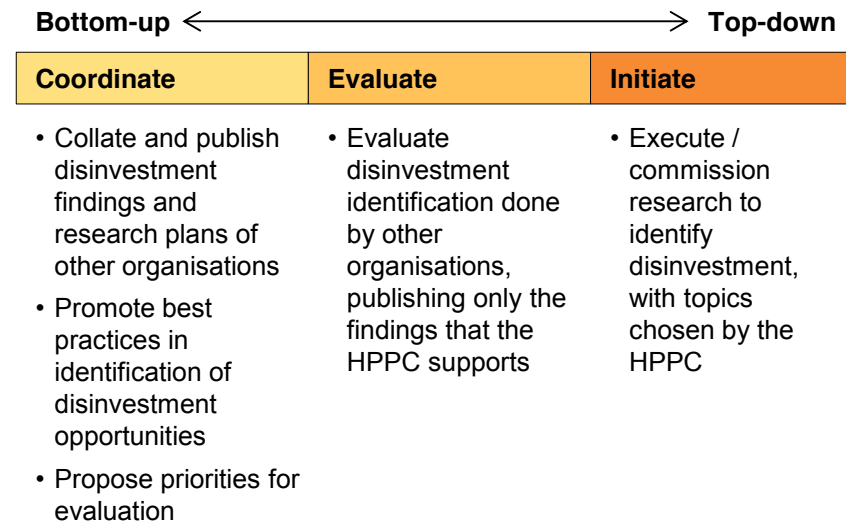 Bottom-up Top-down
Coordinate Evaluate Initiate
• Collate and publish
disinvestment
findings and
research plans of
other organisations
• Promote best
practices in
identification of
disinvestment
opportunities
• Propose priorities for
evaluation
• Evaluate
disinvestment
identification done
by other
organisations,
publishing only the
findings that the
HPPC supports
• Execute /
commission
research to
identify
disinvestment,
with topics
chosen by the
HPPC